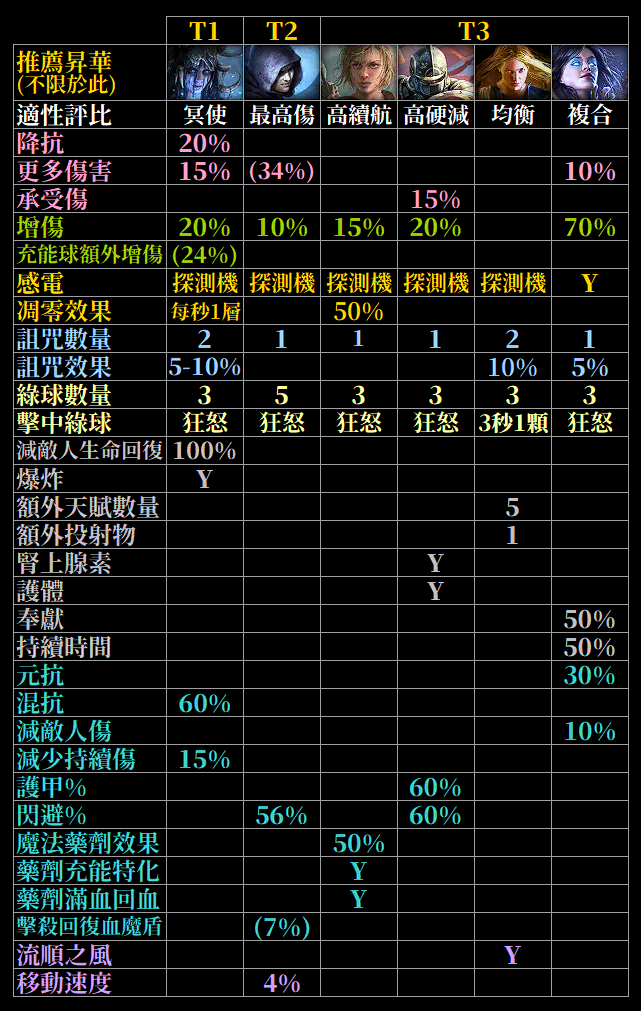 T1 T2 T3
推薦昇華
(不限於此)
適性評比 冥使 最高傷 高續航 高硬減 均衡 複合
降抗 20%
更多傷害 15% (34%) 10%
承受傷 15%
增傷 20% 10% 15% 20% 70%
充能球額外增傷 (24%)
感電 探測機 探測機 探測機 探測機 探測機 Y
凋零效果 每秒1層 50%
詛咒數量 2 1 1 1 2 1
詛咒效果 5-10% 10% 5%
綠球數量 3 5 3 3 3 3
擊中綠球 狂怒 狂怒 狂怒 狂怒 3秒1顆 狂怒
減敵人生命回復 100%
爆炸 Y
額外天賦數量 5
額外投射物 1
腎上腺素 Y
護體 Y
奉獻 50%
持續時間 50%
元抗 30%
混抗 60%
減敵人傷 10%
減少持續傷 15%
護甲% 60%
閃避% 56% 60%
魔法藥劑效果 50%
藥劑充能特化 Y
藥劑滿血回血 Y
擊殺回復血魔盾 (7%)
流順之風 Y
移動速度 4%